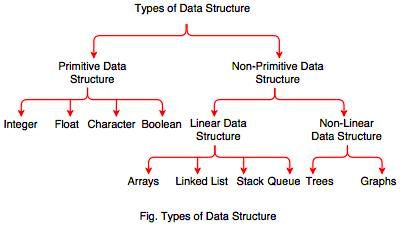 Types of Data Structure
Primitive Data
Structure
Non-Primitive Data
Structure
Integer Float Character Boolean
Linear Data
Structure
Non-Linear
Data Structure
Arrays Linked List Stack Queue Trees Graphs
Fig. Types of Data Structure